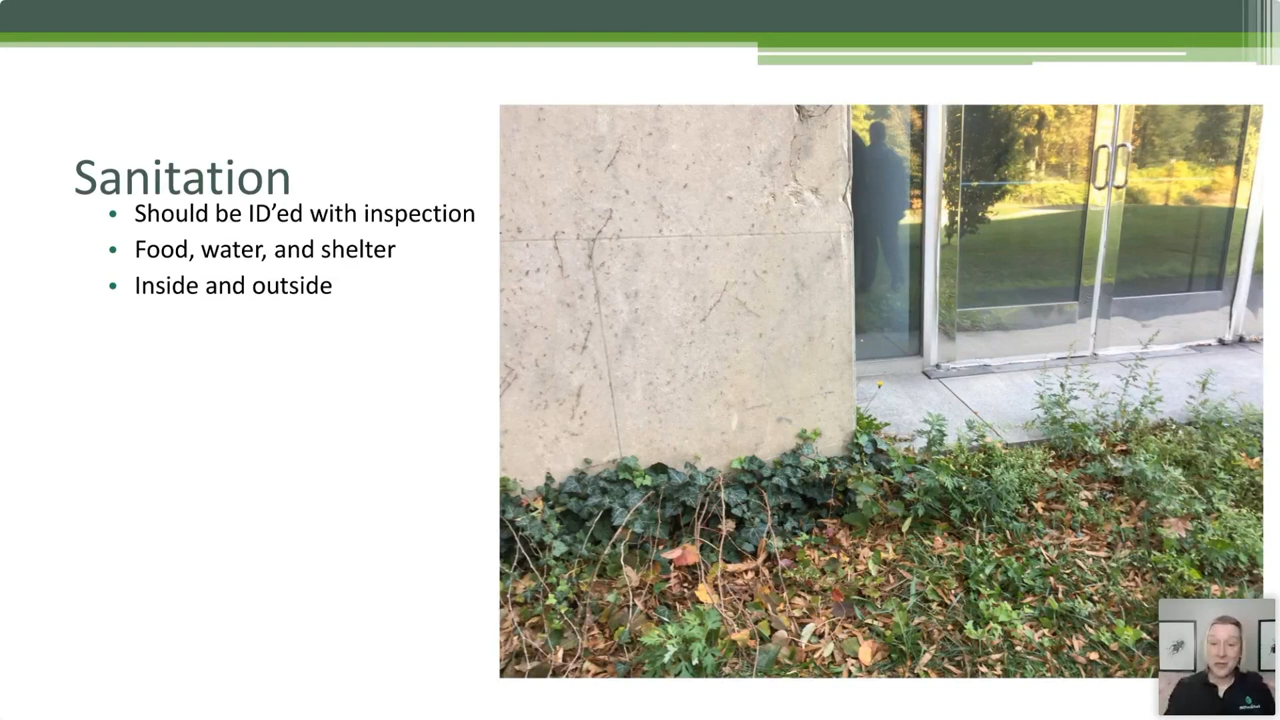 Sanitation
• Should be ID’ed with inspection
• Food, water, and shelter
• Inside and outside